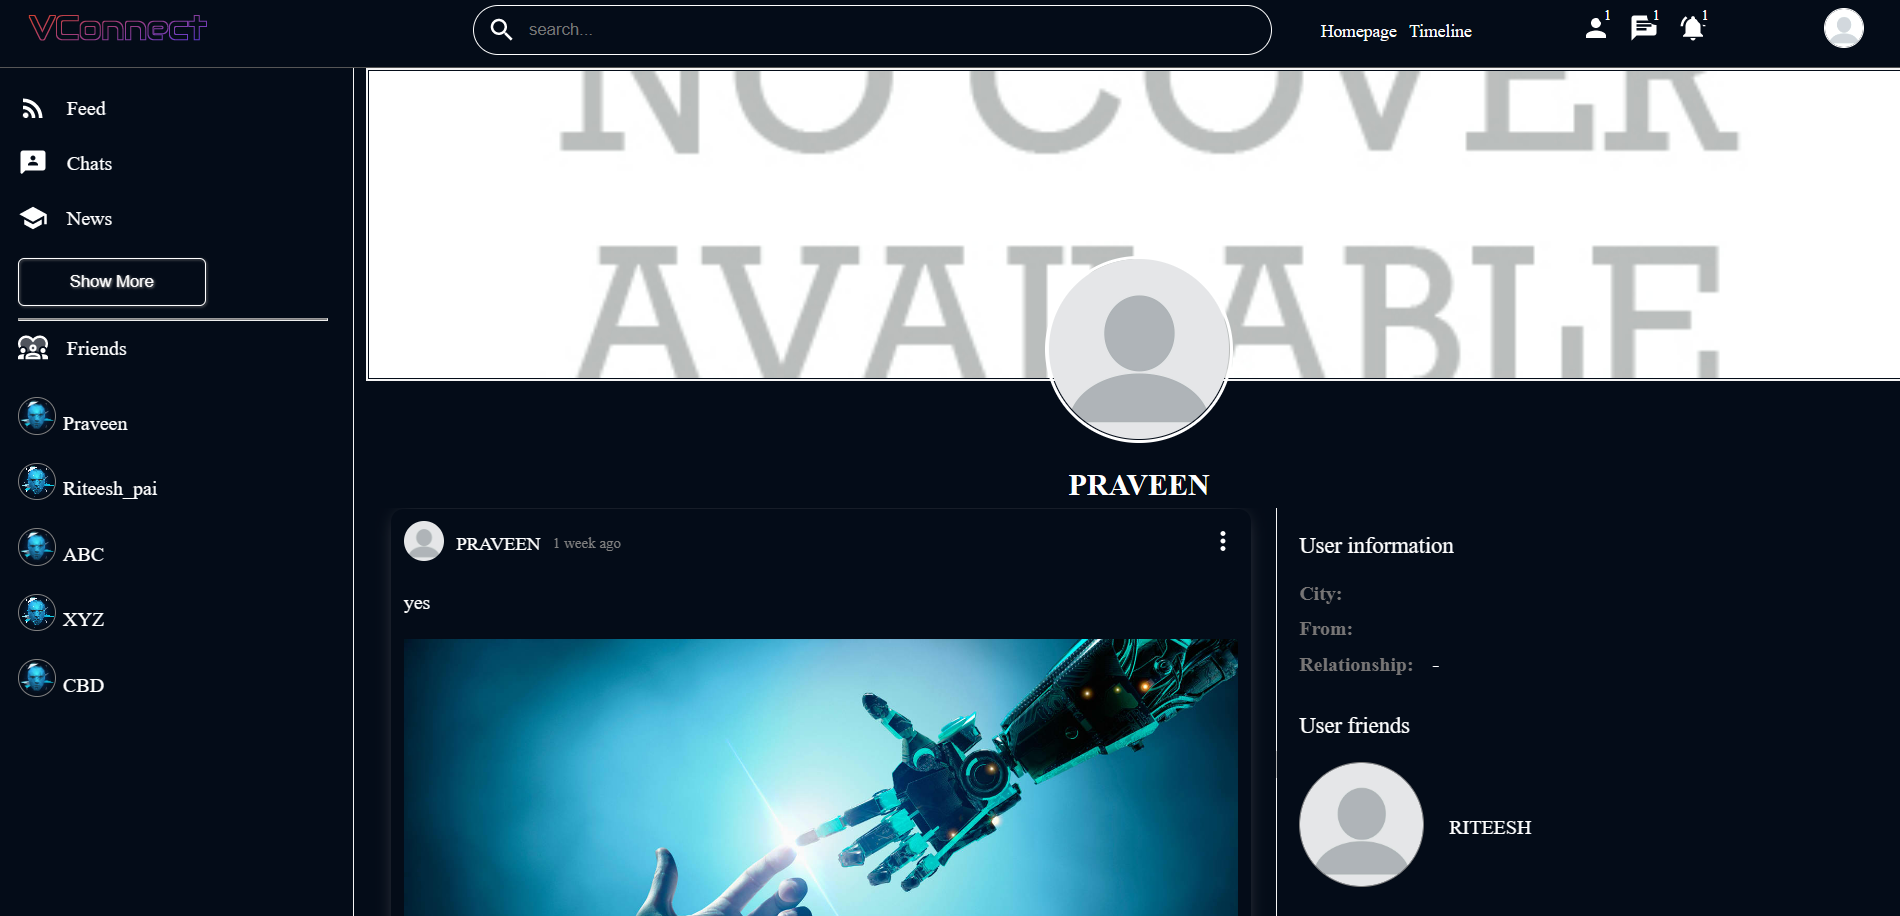 VConnect
search...
Homepage Timeline
1
1
1
Feed
Chats
News
Show More
Friends
Praveen
Riteesh_pai
ABC
XYZ
CBD
NO COVER
AVAILABLE
PRAVEEN
PRAVEEN 1 week ago
yes
User information
City:
From:
Relationship: -
User friends
RITEESH